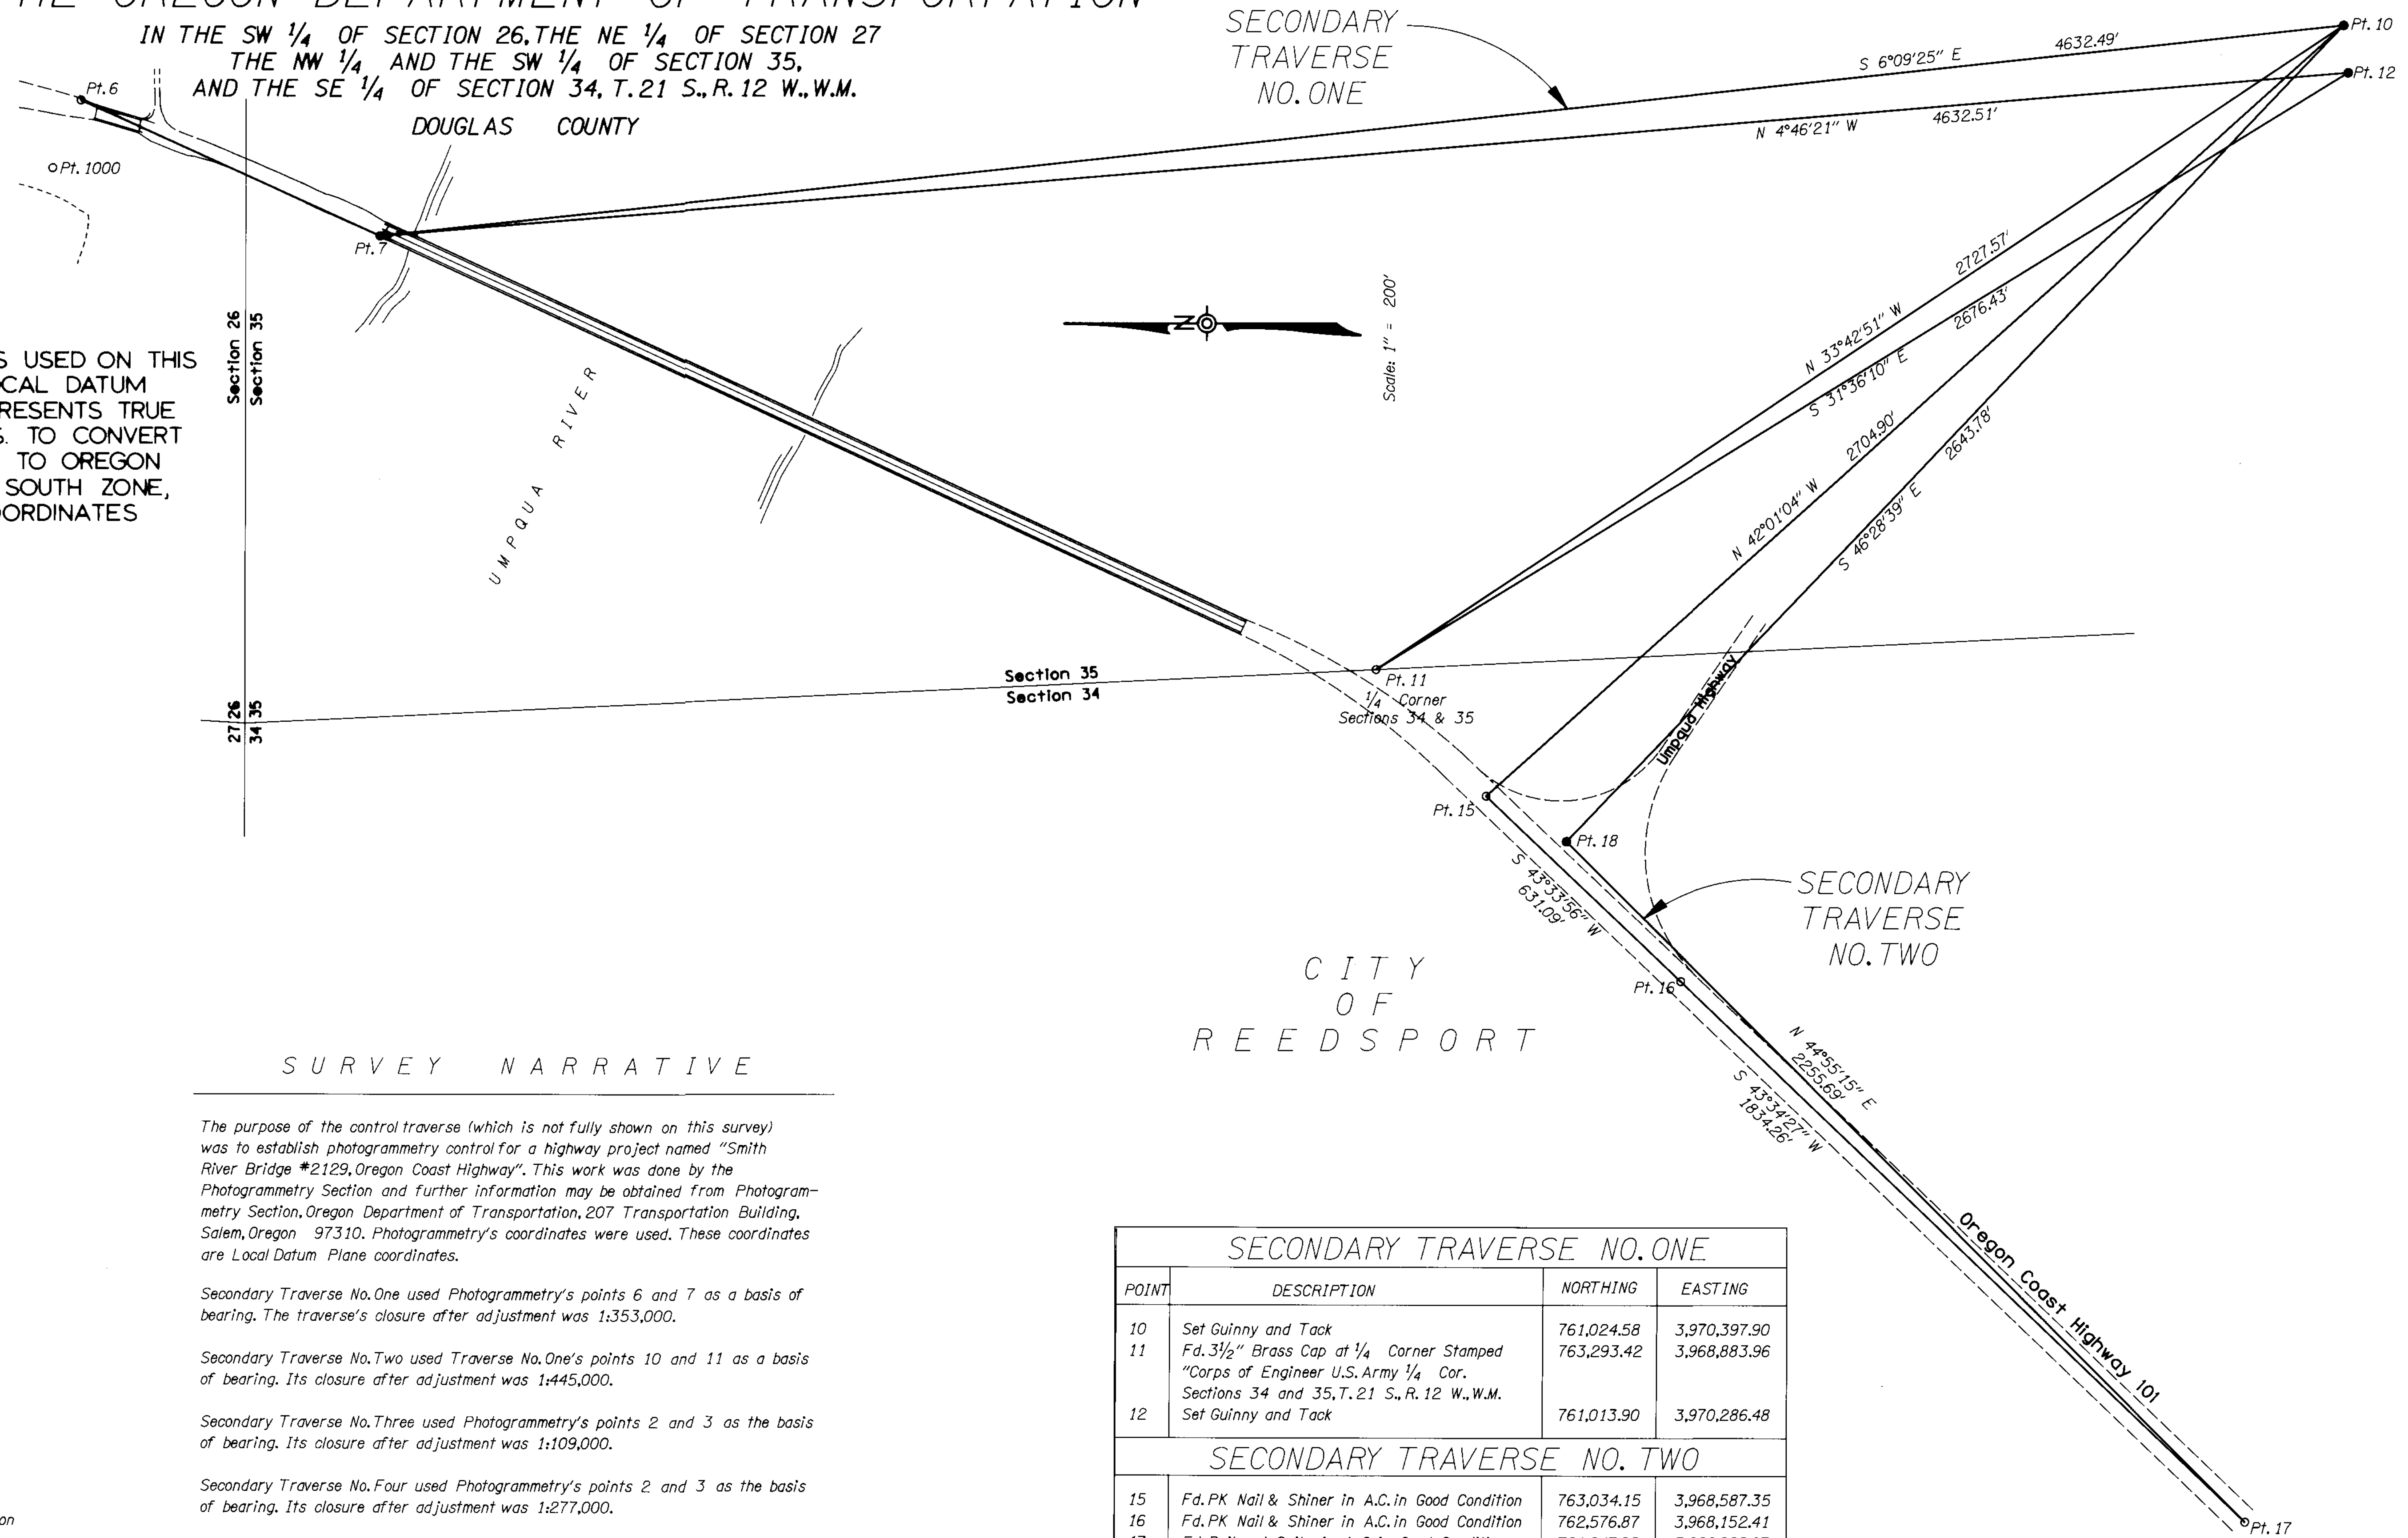 THE OREGON DEPARTMENT OF TRANSPORTATION
IN THE SW 1/4 OF SECTION 26, THE NE 1/4 OF SECTION 27
THE NW 1/4 AND THE SW 1/4 OF SECTION 35,
AND THE SE 1/4 OF SECTION 34, T. 21 S., R. 12 W., W.M.
DOUGLAS COUNTY
SECONDARY
TRAVERSE
NO. ONE
Pt. 10
Pt. 12
S 6°09'25" E 4632.49'
N 4°46'21" W 4632.51'
Pt. 6
Pt. 1000
Pt. 7
Section 26
Section 35
USED ON THIS
CAL DATUM
RESENTS TRUE
S. TO CONVERT
TO OREGON
SOUTH ZONE,
ORDINATES
UMPQUA RIVER
N
Scale: 1" = 200'
N 33°42'51" W 2727.57'
S 31°36'10" E 2676.43'
N 42°01'04" W 2704.90'
S 46°28'39" E 2643.78'
Section 35
Section 34
27 26
34 35
Pt. 11
1/4 Corner
Sections 34 & 35
Umpqua Highway
Pt. 15
Pt. 18
S 43°33'56" W
631.09'
SECONDARY
TRAVERSE
NO. TWO
CITY
OF
REEDSPORT
Pt. 16
N 44°55'15" E
2255.69'
S 43°34'27" W
1834.26'
Oregon Coast Highway 101
Pt. 17
SURVEY NARRATIVE
The purpose of the control traverse (which is not fully shown on this survey)
was to establish photogrammetry control for a highway project named "Smith
River Bridge #2129, Oregon Coast Highway". This work was done by the
Photogrammetry Section and further information may be obtained from Photogram-
metry Section, Oregon Department of Transportation, 207 Transportation Building,
Salem, Oregon 97310. Photogrammetry's coordinates were used. These coordinates
are Local Datum Plane coordinates.
Secondary Traverse No. One used Photogrammetry's points 6 and 7 as a basis of
bearing. The traverse's closure after adjustment was 1:353,000.
Secondary Traverse No. Two used Traverse No. One's points 10 and 11 as a basis
of bearing. Its closure after adjustment was 1:445,000.
Secondary Traverse No. Three used Photogrammetry's points 2 and 3 as the basis
of bearing. Its closure after adjustment was 1:109,000.
Secondary Traverse No. Four used Photogrammetry's points 2 and 3 as the basis
of bearing. Its closure after adjustment was 1:277,000.
on
SECONDARY TRAVERSE NO. ONE
POINT DESCRIPTION NORTHING EASTING
10 Set Guinny and Tack 761,024.58 3,970,397.90
11 Fd. 3½" Brass Cap at 1/4 Corner Stamped 763,293.42 3,968,883.96
"Corps of Engineer U.S. Army 1/4 Cor.
Sections 34 and 35, T. 21 S., R. 12 W., W.M.
12 Set Guinny and Tack 761,013.90 3,970,286.48
SECONDARY TRAVERSE NO. TWO
15 Fd. PK Nail & Shiner in A.C. in Good Condition 763,034.15 3,968,587.35
16 Fd. PK Nail & Shiner in A.C. in Good Condition 762,576.87 3,968,152.41